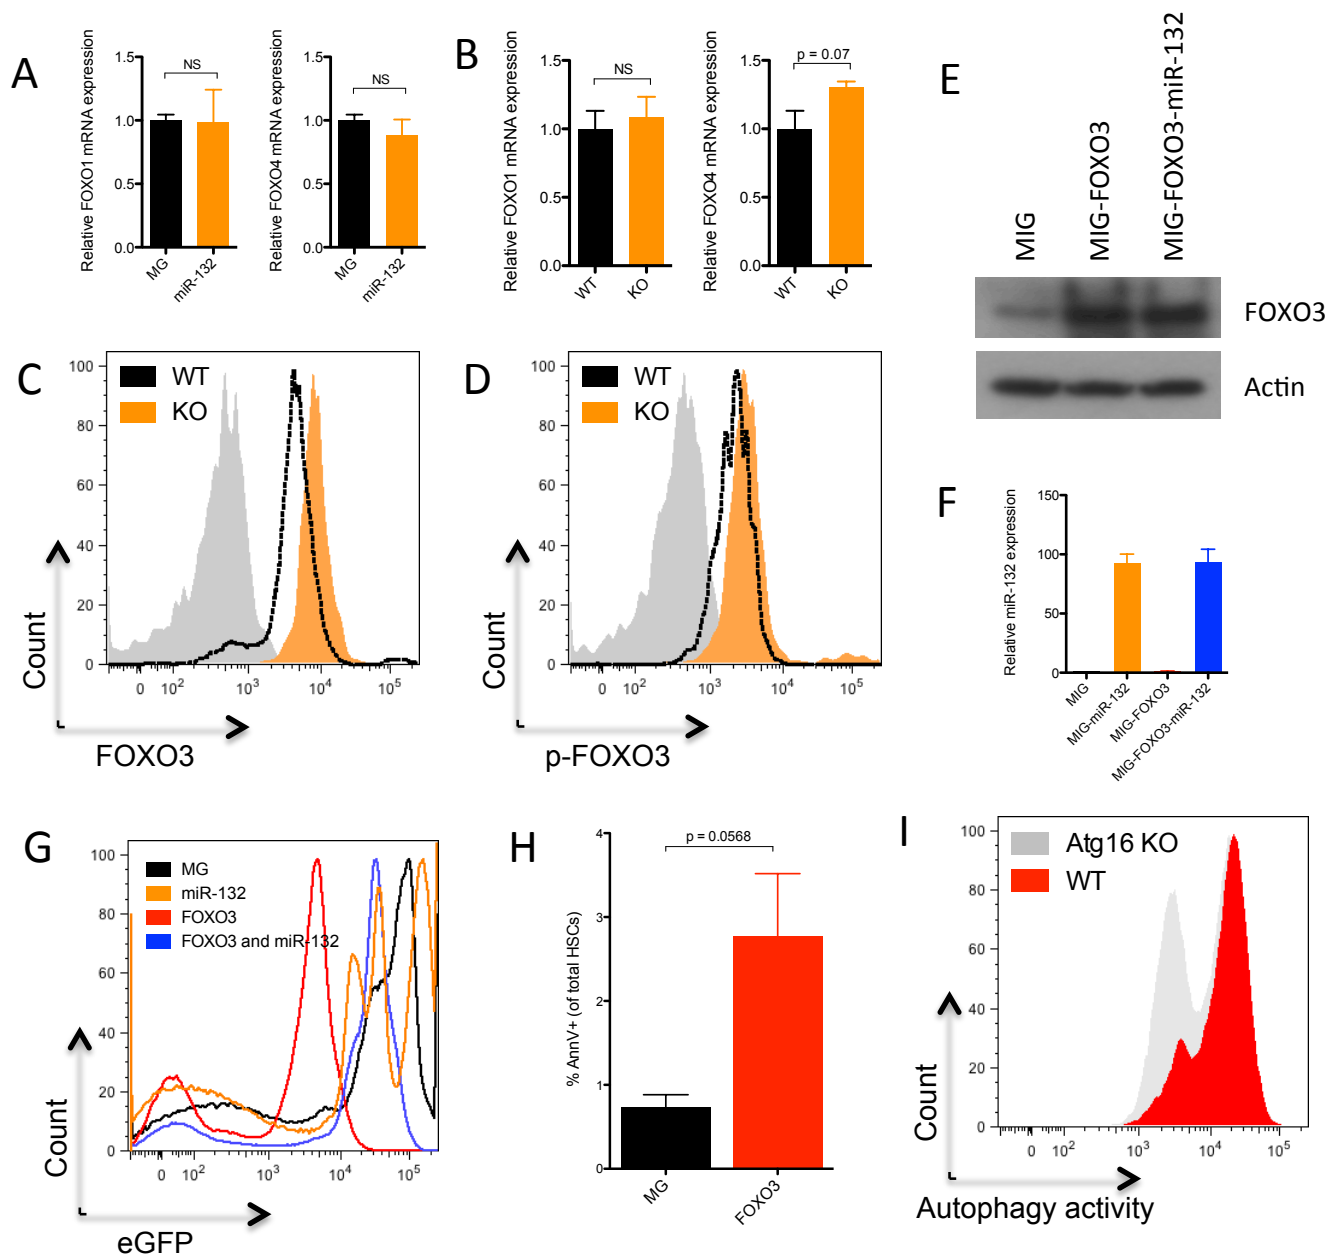 A
Relative FOXO1 mRNA expression
1.5
1.0
0.5
0.0
NS
MG
miR-132
Relative FOXO4 mRNA expression
1.5
1.0
0.5
0.0
NS
MG
miR-132
B
Relative FOXO1 mRNA expression
1.5
1.0
0.5
0.0
NS
WT
KO
Relative FOXO4 mRNA expression
1.5
1.0
0.5
0.0
p = 0.07
WT
KO
E
MIG
MIG-FOXO3
MIG-FOXO3-miR-132
FOXO3
Actin
C
WT
KO
100
80
60
40
20
0
0 10² 10³ 10⁴ 10⁵
Count
FOXO3
D
WT
KO
100
80
60
40
20
0
0 10² 10³ 10⁴ 10⁵
Count
p-FOXO3
F
Relative miR-132 expression
150
100
50
0
MIG
MIG-miR-132
MIG-FOXO3
MIG-FOXO3-miR-132
G
MG
miR-132
FOXO3
FOXO3 and miR-132
100
80
60
40
20
0
0 10² 10³ 10⁴ 10⁵
Count
eGFP
H
% AnnV+ (of total HSCs)
4
3
2
1
0
p = 0.0568
MG
FOXO3
I
Atg16 KO
WT
100
80
60
40
20
0
0 10² 10³ 10⁴ 10⁵
Count
Autophagy activity